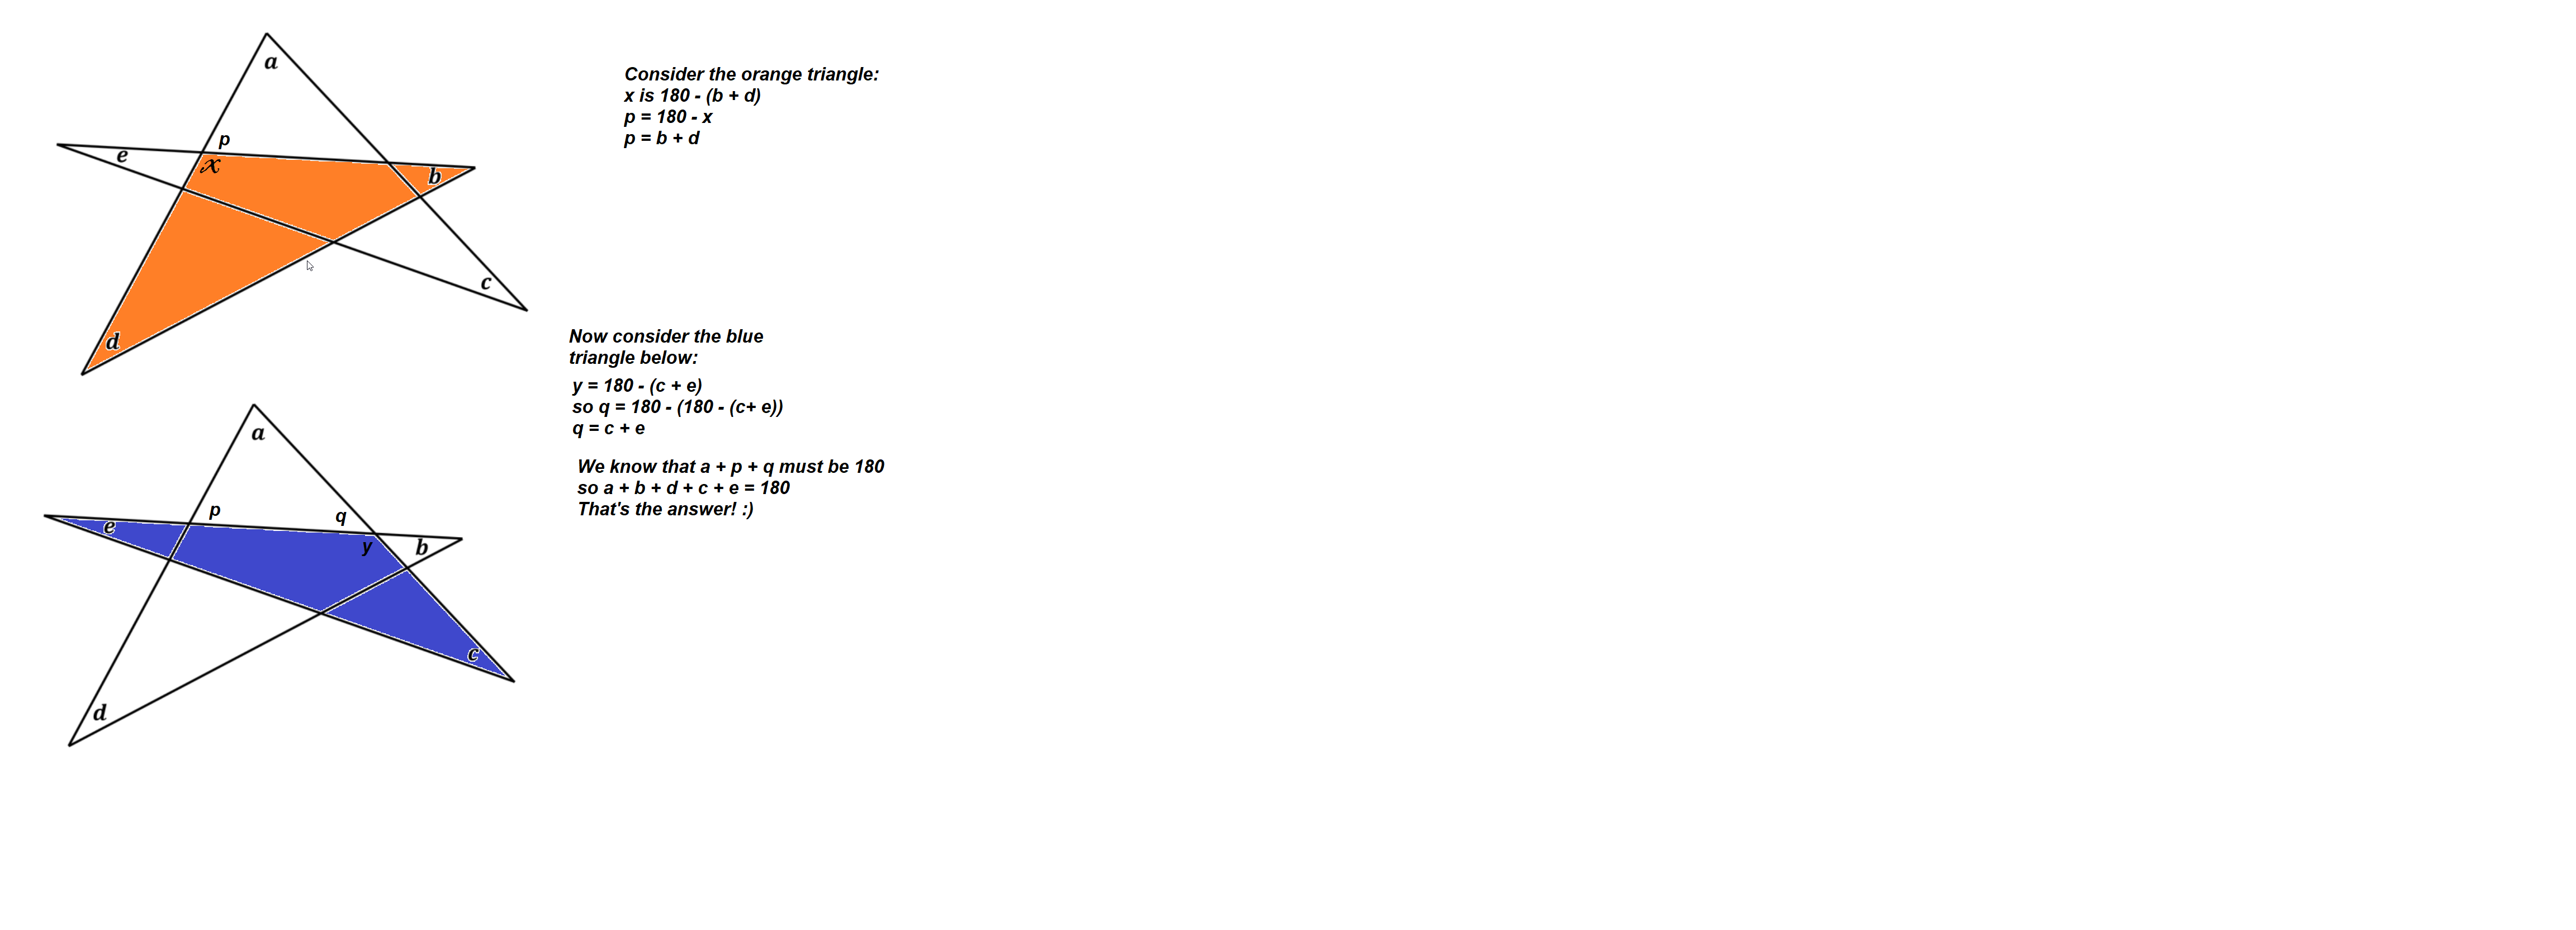 a
p
e
x
b
c
d
Consider the orange triangle:
x is 180 - (b + d)
p = 180 - x
p = b + d
Now consider the blue
triangle below:
y = 180 - (c + e)
so q = 180 - (180 - (c+ e))
q = c + e
We know that a + p + q must be 180
so a + b + d + c + e = 180
That's the answer! :)
a
p
q
e
y
b
c
d